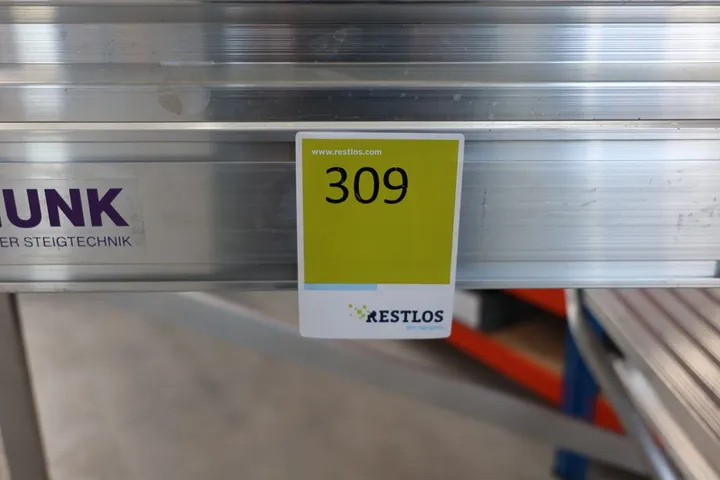 www.restlos.com
309
UNK
ER STEIGTECHNIK
RESTLOS